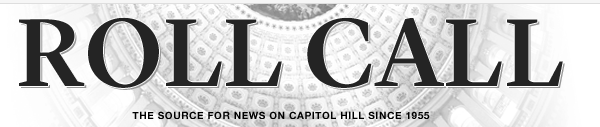 ROLL CALL
THE SOURCE FOR NEWS ON CAPITOL HILL SINCE 1955